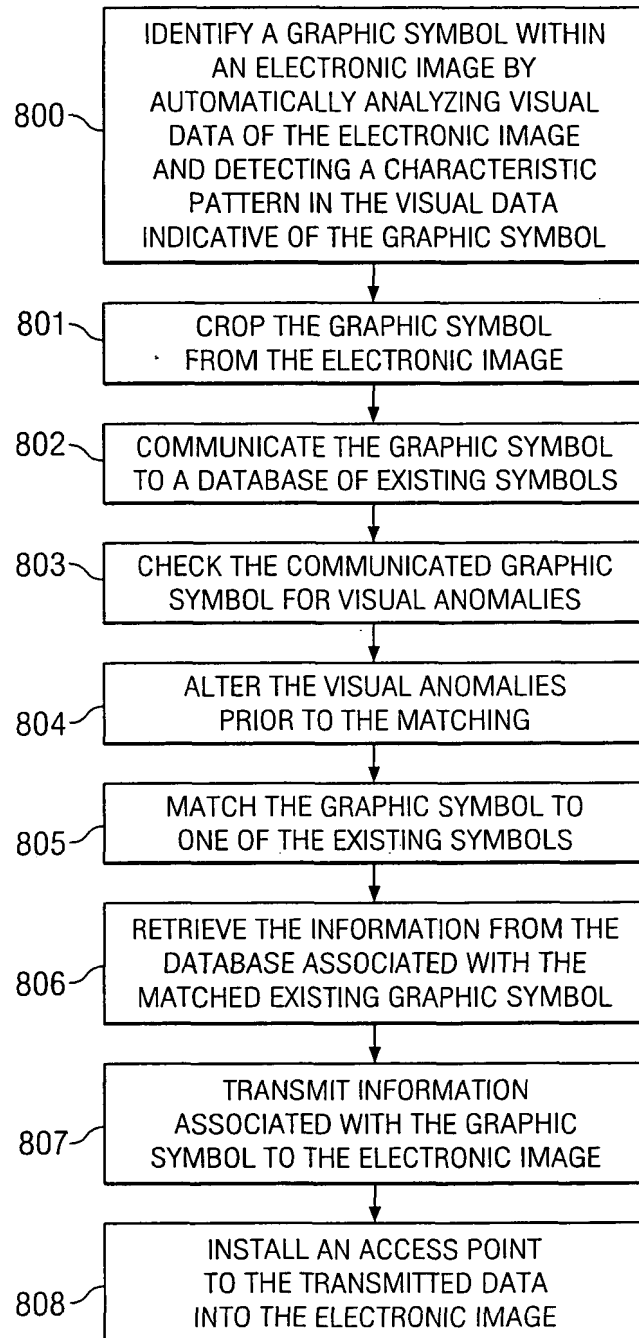 800
IDENTIFY A GRAPHIC SYMBOL WITHIN
AN ELECTRONIC IMAGE BY
AUTOMATICALLY ANALYZING VISUAL
DATA OF THE ELECTRONIC IMAGE
AND DETECTING A CHARACTERISTIC
PATTERN IN THE VISUAL DATA
INDICATIVE OF THE GRAPHIC SYMBOL
801
CROP THE GRAPHIC SYMBOL
FROM THE ELECTRONIC IMAGE
802
COMMUNICATE THE GRAPHIC SYMBOL
TO A DATABASE OF EXISTING SYMBOLS
803
CHECK THE COMMUNICATED GRAPHIC
SYMBOL FOR VISUAL ANOMALIES
804
ALTER THE VISUAL ANOMALIES
PRIOR TO THE MATCHING
805
MATCH THE GRAPHIC SYMBOL TO
ONE OF THE EXISTING SYMBOLS
806
RETRIEVE THE INFORMATION FROM THE
DATABASE ASSOCIATED WITH THE
MATCHED EXISTING GRAPHIC SYMBOL
807
TRANSMIT INFORMATION
ASSOCIATED WITH THE GRAPHIC
SYMBOL TO THE ELECTRONIC IMAGE
808
INSTALL AN ACCESS POINT
TO THE TRANSMITTED DATA
INTO THE ELECTRONIC IMAGE